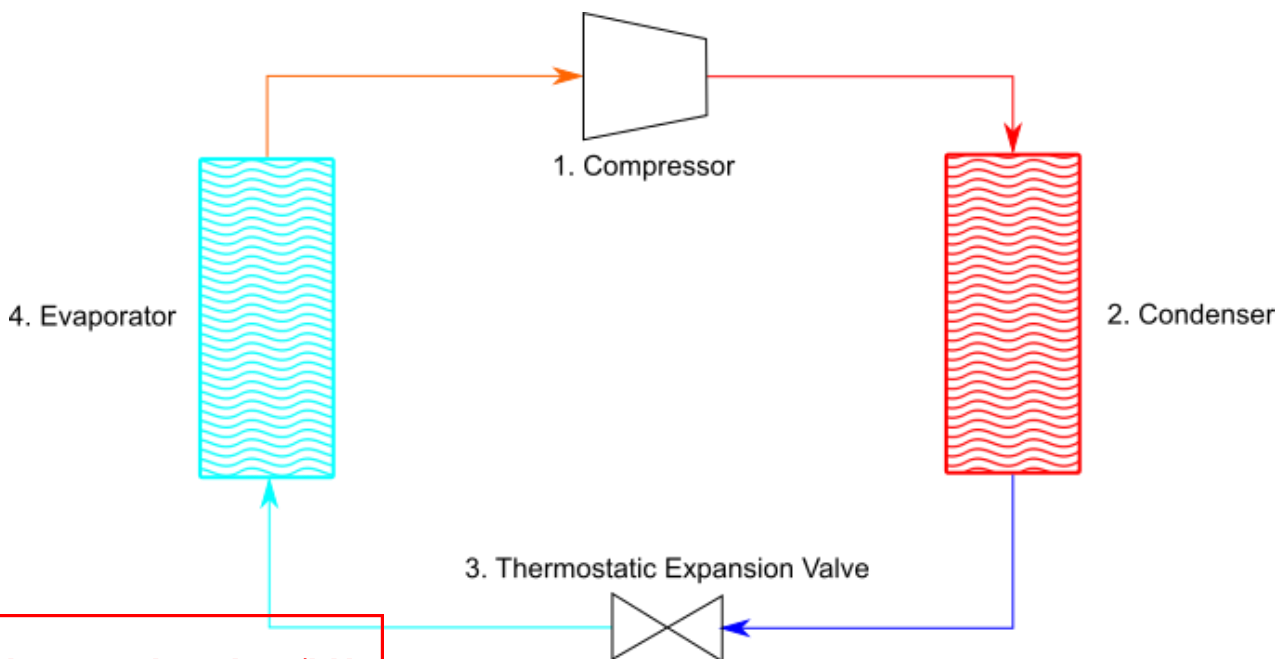 1. Compressor
4. Evaporator
2. Condenser
3. Thermostatic Expansion Valve